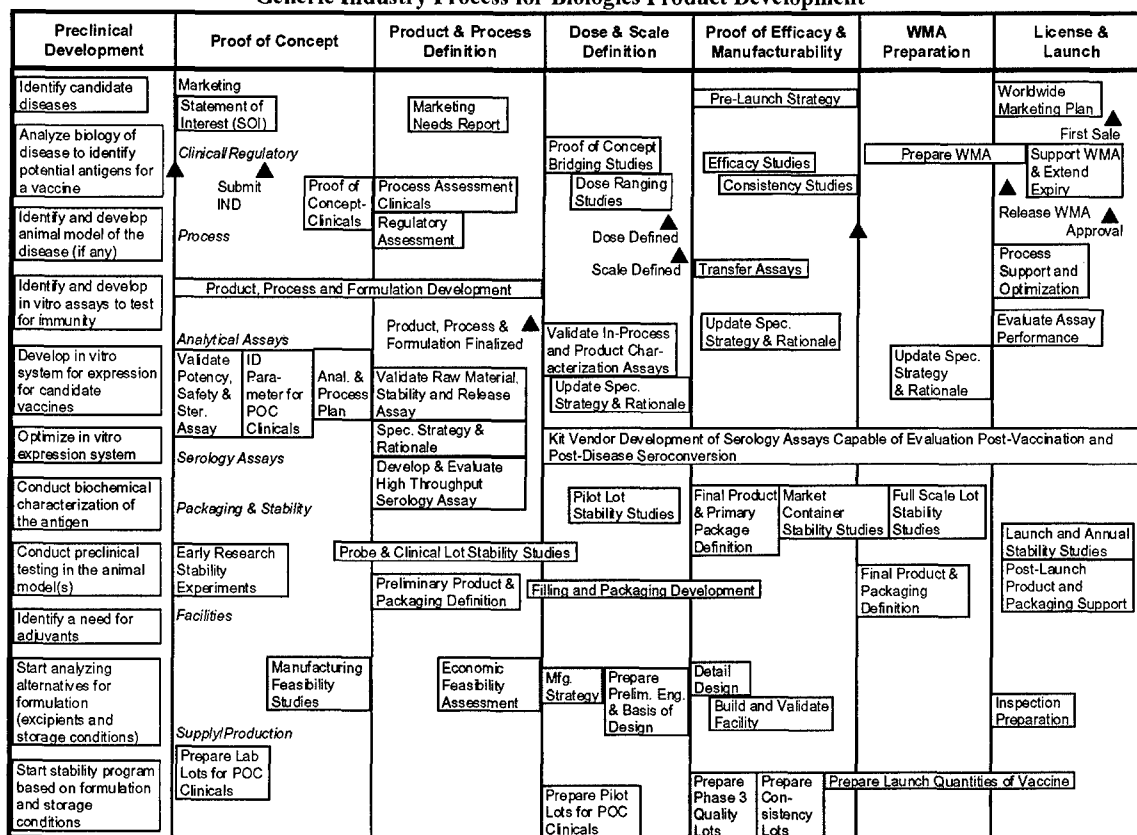 Generic Industry Process for Biologics Product Development
Preclinical
Development
Proof of Concept
Product & Process
Definition
Dose & Scale
Definition
Proof of Efficacy &
Manufacturability
WMA
Preparation
License &
Launch
Identify candidate
diseases
Analyze biology of
disease to identify
potential antigens for
a vaccine
Identify and develop
animal model of the
disease (if any)
Identify and develop
in vitro assays to test
for immunity
Develop in vitro
system for expression
for candidate
vaccines
Optimize in vitro
expression system
Conduct biochemical
characterization of
the antigen
Conduct preclinical
testing in the animal
model(s)
Identify a need for
adjuvants
Start analyzing
alternatives for
formulation
(excipients and
storage conditions)
Start stability program
based on formulation
and storage
conditions
Marketing
Statement of
Interest (SOI)
Marketing
Needs Report
Pre-Launch Strategy
Worldwide
Marketing Plan
First Sale
Clinical/Regulatory
Submit
IND
Proof of
Concept-
Clinicals
Process Assessment
Clinicals
Regulatory
Assessment
Proof of Concept
Bridging Studies
Dose Ranging
Studies
Dose Defined
Scale Defined
Efficacy Studies
Consistency Studies
Prepare WMA
Support WMA
& Extend
Expiry
Release WMA
Approval
Process
Product, Process and Formulation Development
Product, Process &
Formulation Finalized
Transfer Assays
Process
Support and
Optimization
Analytical Assays
Validate
Potency,
Safety &
Ster.
Assay
ID
Para-
meter for
POC
Clinicals
Anal. &
Process
Plan
Validate Raw Material,
Stability and Release
Assay
Spec. Strategy &
Rationale
Validate In-Process
and Product Char-
acterization Assays
Update Spec.
Strategy & Rationale
Update Spec.
Strategy & Rationale
Update Spec.
Strategy
& Rationale
Evaluate Assay
Performance
Serology Assays
Develop & Evaluate
High Throughput
Serology Assay
Kit Vendor Development of Serology Assays Capable of Evaluation Post-Vaccination and
Post-Disease Seroconversion
Packaging & Stability
Early Research
Stability
Experiments
Probe & Clinical Lot Stability Studies
Preliminary Product &
Packaging Definition
Pilot Lot
Stability Studies
Filling and Packaging Development
Final Product
& Primary
Package
Definition
Market
Container
Stability Studies
Full Scale Lot
Stability
Studies
Final Product &
Packaging
Definition
Launch and Annual
Stability Studies
Post-Launch
Product and
Packaging Support
Facilities
Manufacturing
Feasibility
Studies
Economic
Feasibility
Assessment
Mfg.
Strategy
Prepare
Prelim. Eng.
& Basis of
Design
Detail
Design
Build and Validate
Facility
Inspection
Preparation
Supply/Production
Prepare Lab
Lots for POC
Clinicals
Prepare Pilot
Lots for POC
Clinicals
Prepare
Phase 3
Quality
Lots
Prepare
Con-
sistency
Lots
Prepare Launch Quantities of Vaccine